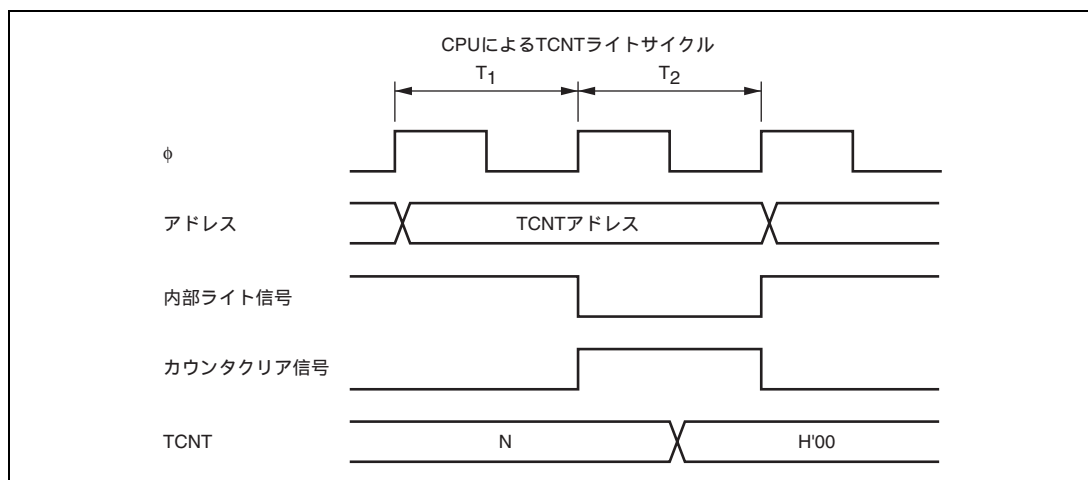 CPUによるTCNTライトサイクル
T1 T2
φ
アドレス TCNTアドレス
内部ライト信号
カウンタクリア信号
TCNT N H'00